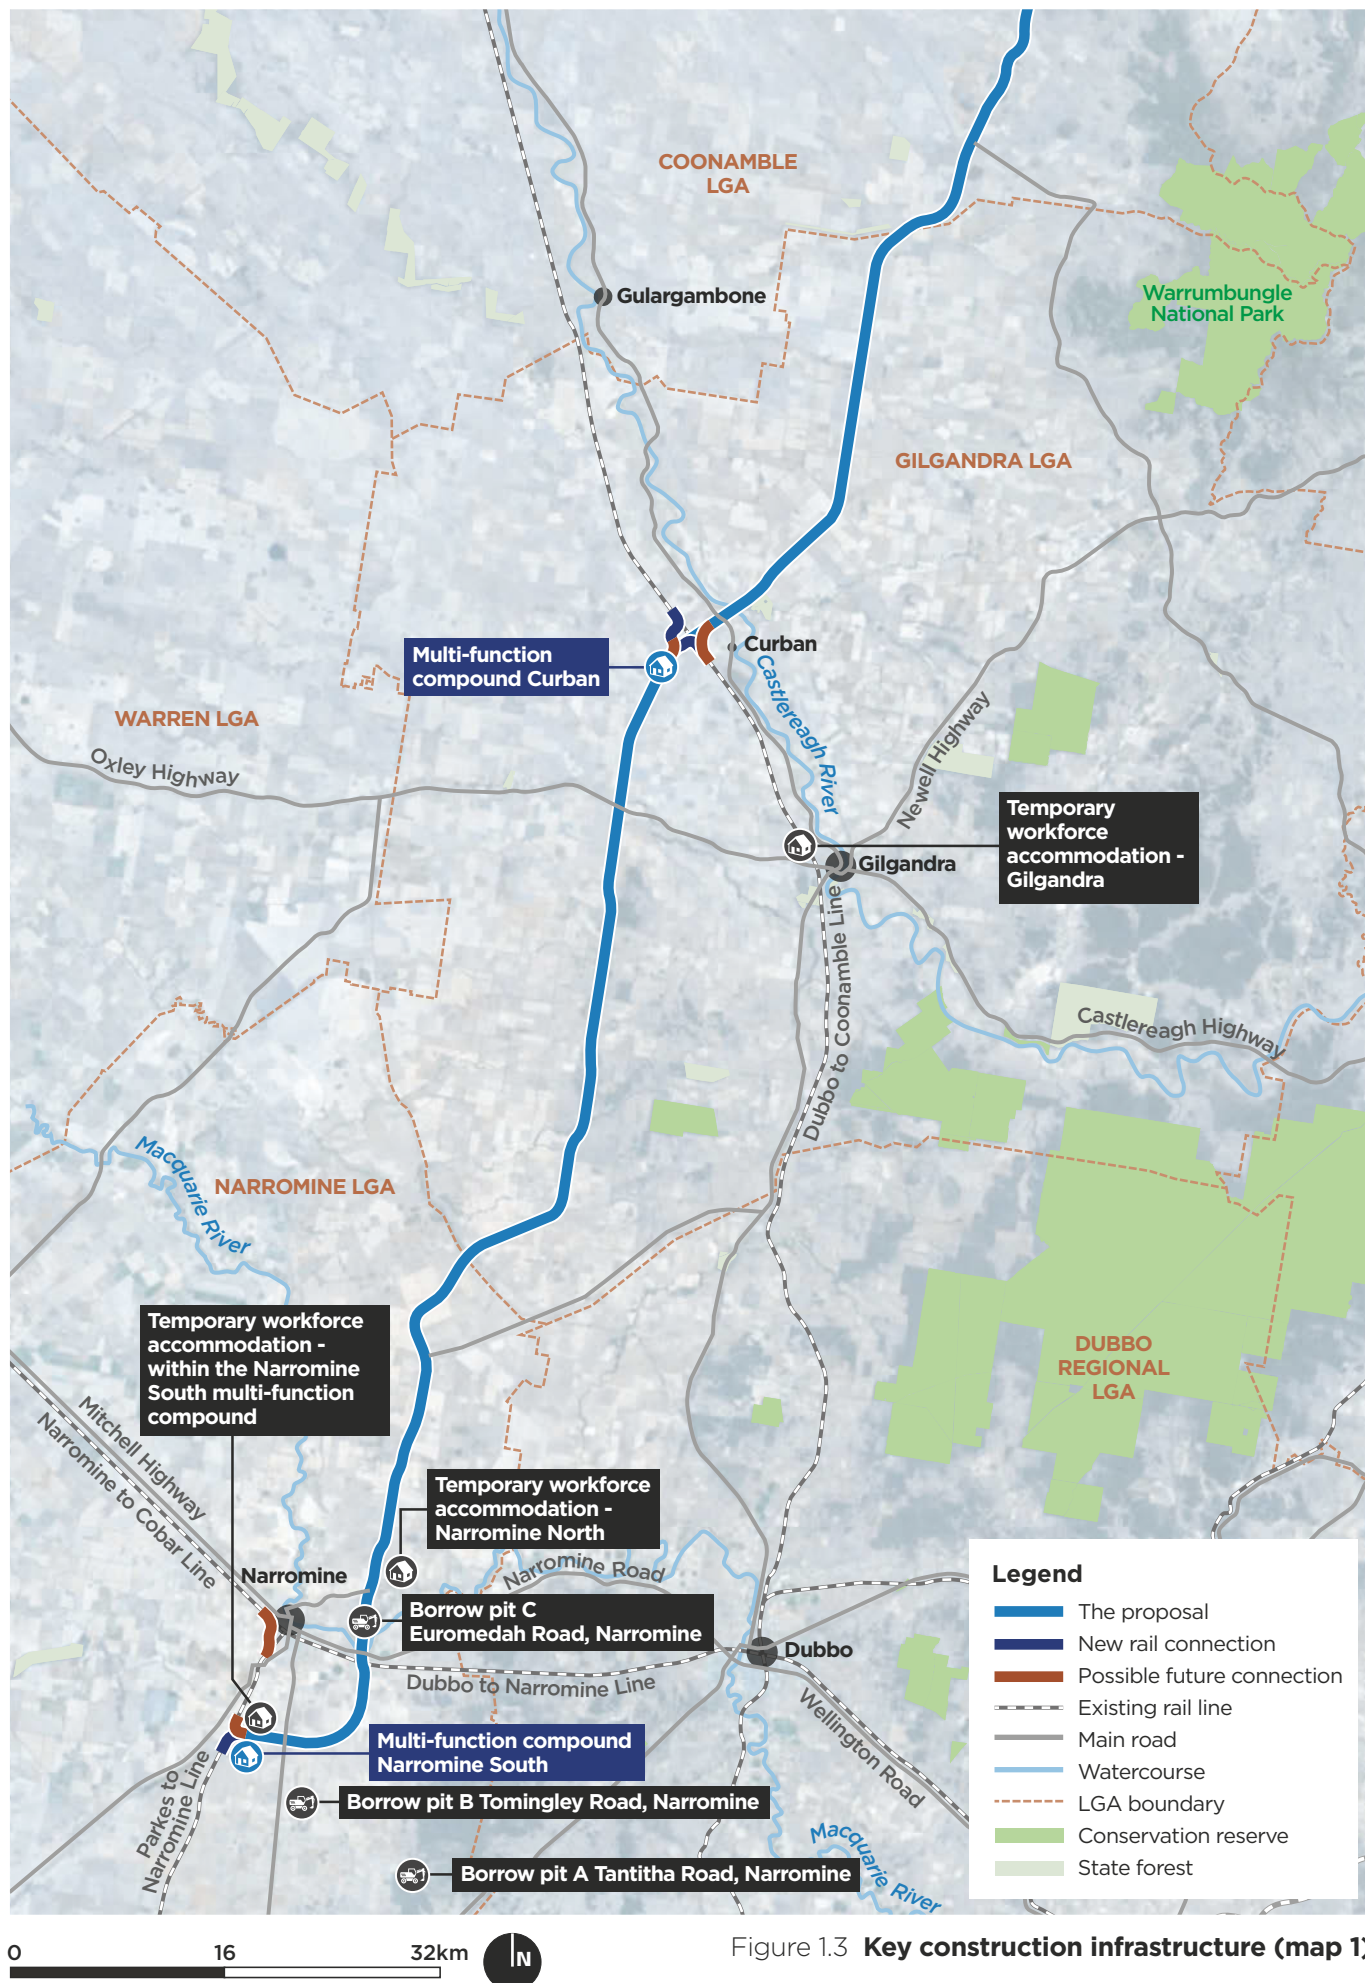 COONAMBLE
LGA
Gulargambone
Warrumbungle
National Park
GILGANDRA LGA
Multi-function
compound Curban
Curban
Castlereagh River
WARREN LGA
Oxley Highway
Newell Highway
Temporary
workforce
accommodation -
Gilgandra
Gilgandra
Dubbo to Coonamble Line
Castlereagh Highway
Macquarie River
NARROMINE LGA
Temporary workforce
accommodation -
within the Narromine
South multi-function
compound
DUBBO
REGIONAL
LGA
Mitchell Highway
Narromine to Cobar Line
Temporary workforce
accommodation -
Narromine North
Narromine
Narromine Road
Borrow pit C
Euromedah Road, Narromine
Dubbo
Dubbo to Narromine Line
Wellington Road
Multi-function compound
Narromine South
Parkes to
Narromine Line
Borrow pit B Tomingley Road, Narromine
Macquarie River
Borrow pit A Tantitha Road, Narromine
Legend
The proposal
New rail connection
Possible future connection
Existing rail line
Main road
Watercourse
LGA boundary
Conservation reserve
State forest
0 16 32km
N
Figure 1.3 Key construction infrastructure (map 1)